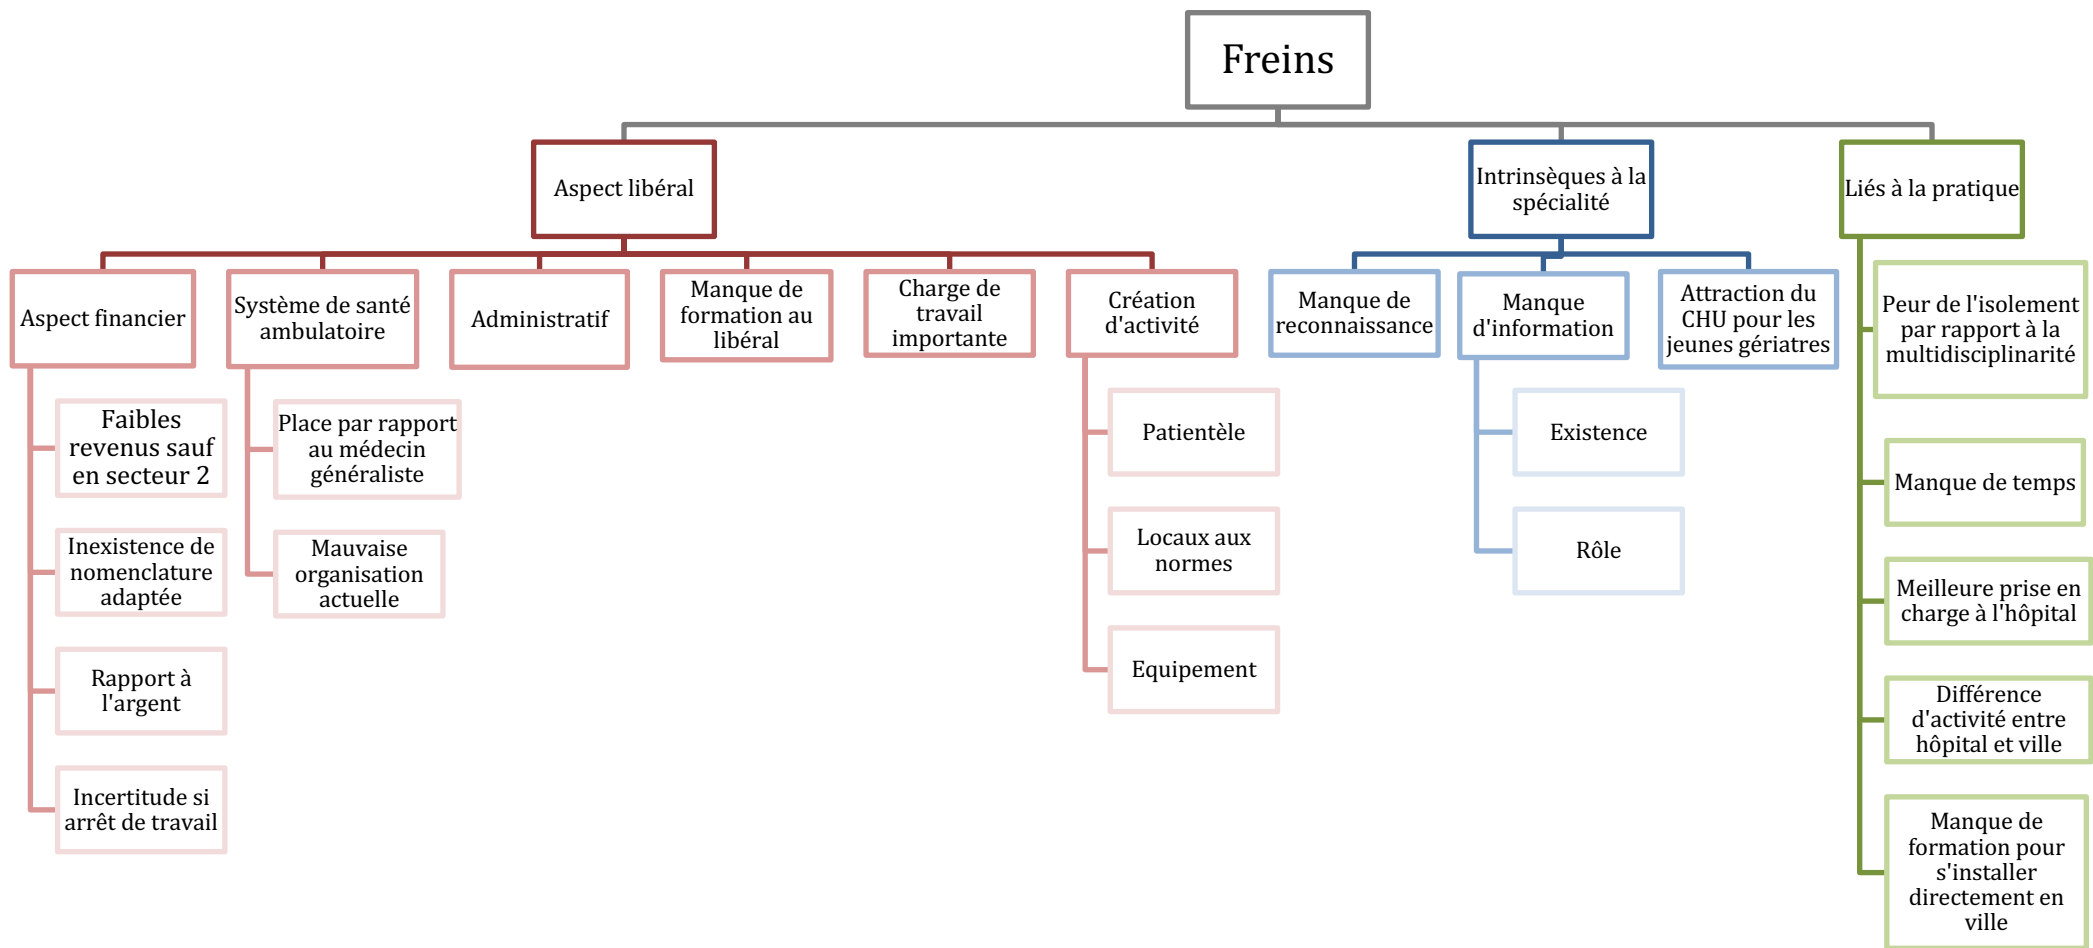 Freins
Aspect libéral
Intrinsèques à la
spécialité
Liés à la pratique
Aspect financier
Système de santé
ambulatoire
Administratif
Manque de
formation au
libéral
Charge de
travail
importante
Création
d'activité
Manque de
reconnaissance
Manque
d'information
Attraction du
CHU pour les
jeunes gériatres
Faibles
revenus sauf
en secteur 2
Inexistence de
nomenclature
adaptée
Rapport à
l'argent
Incertitude si
arrêt de travail
Place par rapport
au médecin
généraliste
Mauvaise
organisation
actuelle
Patientèle
Locaux aux
normes
Equipement
Existence
Rôle
Peur de l'isolement
par rapport à la
multidisciplinarité
Manque de temps
Meilleure prise en
charge à l'hôpital
Différence
d'activité entre
hôpital et ville
Manque de
formation pour
s'installer
directement en
ville